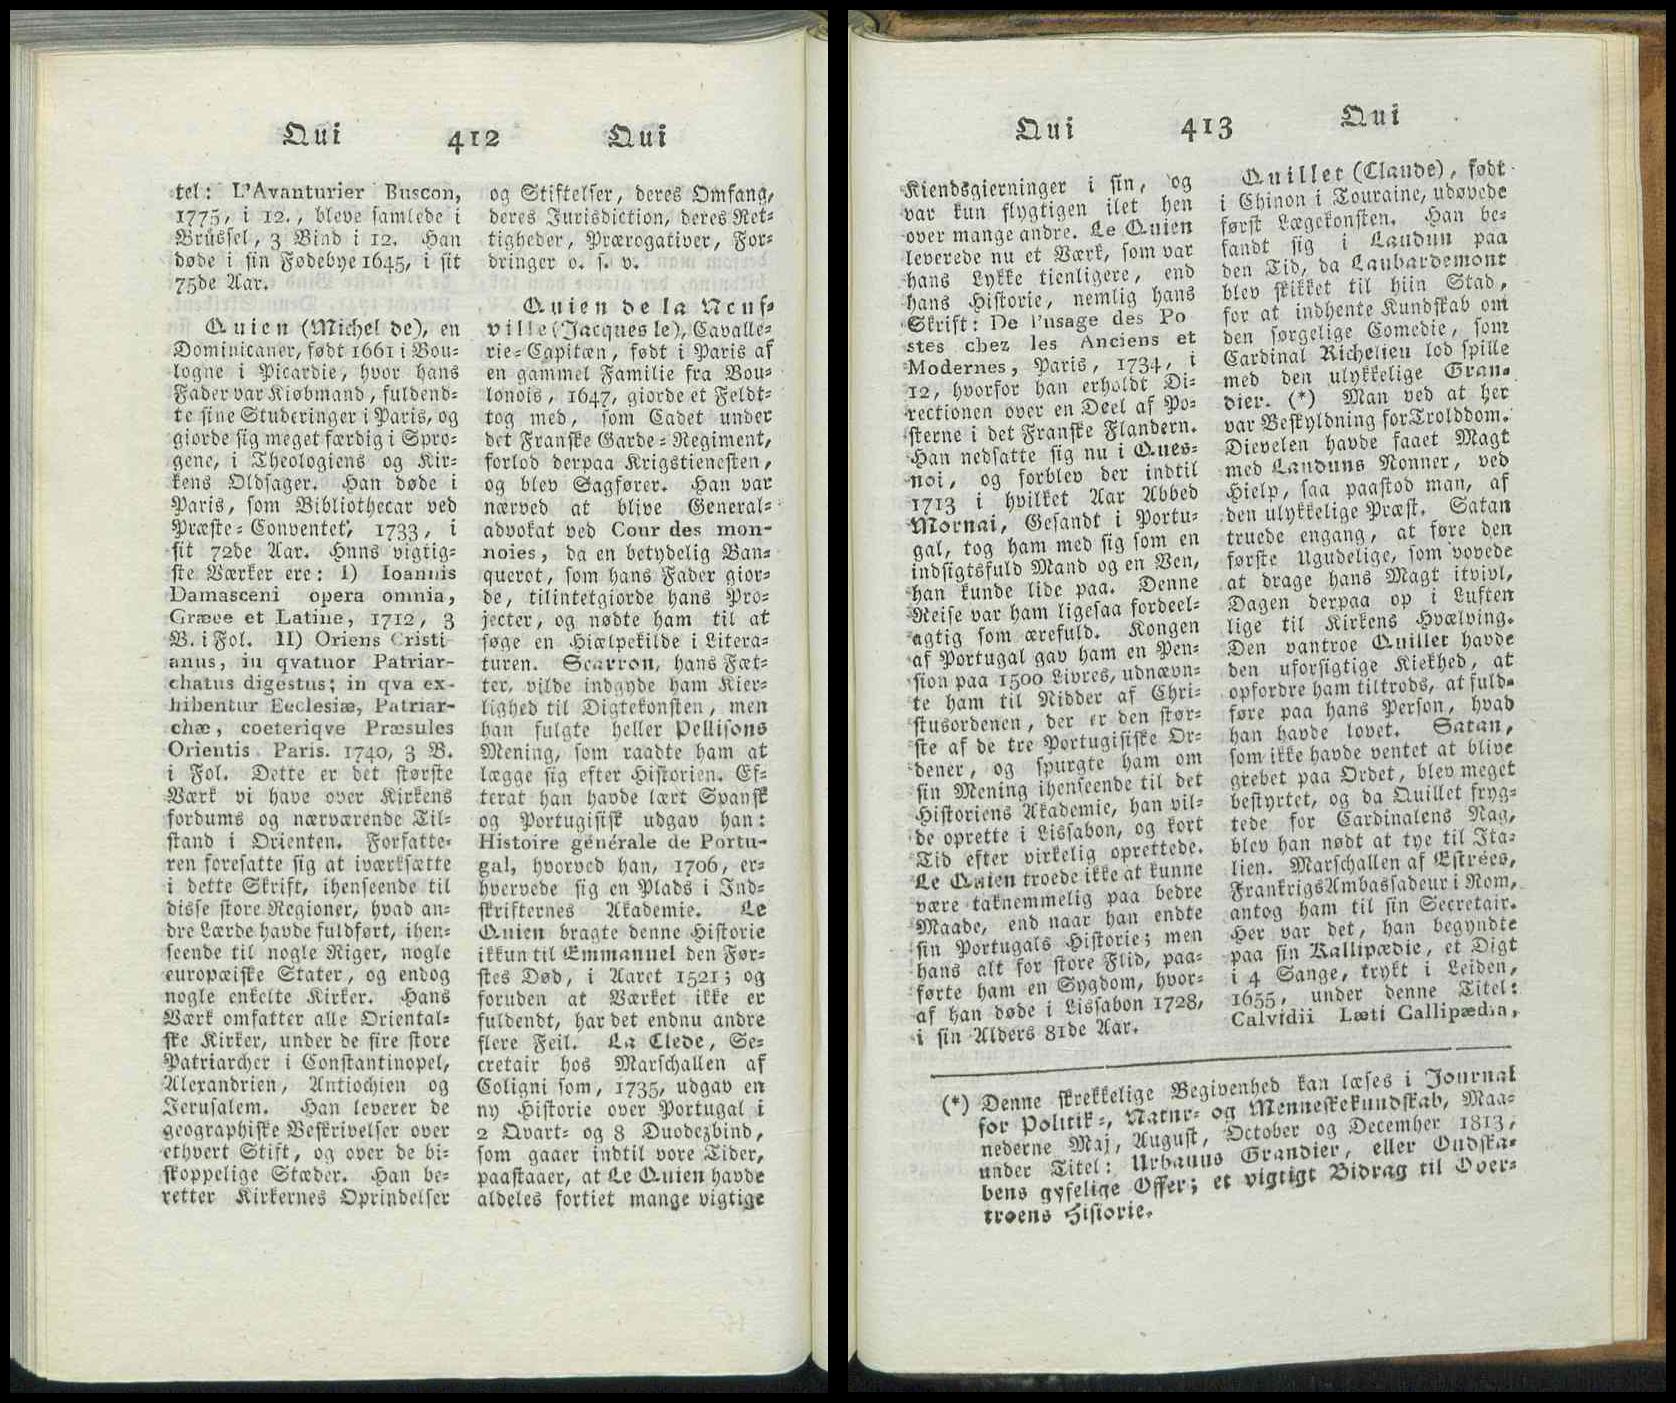 Qui 412 Qui
tel: L'Avanturier Buscon,
1775, i 12., bleve samlede i
Brüssel, 3 Bind i 12. Han
døde i sin Fødebye 1645, i sit
75de Aar.
Quien (Michel de), en
Dominicaner, født 1661 i Bou-
logne i Picardie, hvor hans
Fader var Kiøbmand, fuldend-
te sine Studeringer i Paris, og
giorde sig meget færdig i Spro-
gene, i Theologiens og Kir-
kens Oldsager. Han døde i
Paris, som Bibliothecar ved
Præste-Conventet, 1733, i
sit 72de Aar. Hnns vigtig-
ste Værker ere: I) Ioannis
Damasceni opera omnia,
Græce et Latine, 1712, 3
B. i Fol. II) Oriens Cristi
anus, in qvatuor Patriar-
chatus digestus; in qva ex-
hibentur Ecclesiæ, Patriar-
chæ, coeteriqve Præsules
Orientis Paris. 1740, 3 B.
i Fol. Dette er det største
Værk vi have over Kirkens
fordums og nærværende Til-
stand i Orienten. Forfatte-
ren foresatte sig at iværksætte
i dette Skrift, ihenseende til
disse store Regioner, hvad an-
dre Lærde havde fuldført, ihen-
seende til nogle Riger, nogle
europæiske Stater, og endog
nogle enkelte Kirker. Hans
Værk omfatter alle Oriental-
ske Kirker, under de fire store
Patriarcher i Constantinopel,
Alexandrien, Antiochien og
Jerusalem. Han leverer de
geographiske Beskrivelser over
ethvert Stift, og over de bi-
skoppelige Stæder. Han be-
retter Kirkernes Oprindelser
og Stiftelser, deres Omfang,
deres Jurisdiction, deres Ret-
tigheder, Prærogativer, For-
dringer o. s. v.
Quien de la Neuf-
ville (Jacques le), Cavalle-
rie-Capitæn, født i Paris af
en gammel Familie fra Bou-
lonois, 1647, giorde et Feldt-
tog med, som Cadet under
det Franske Garde-Regiment,
forlod derpaa Krigstienesten,
og blev Sagfører. Han var
nærved at blive General-
advokat ved Cour des mon-
noies, da en betydelig Ban-
querot, som hans Fader gior-
de, tilintetgiorde hans Pro-
jecter, og nødte ham til at
søge en Hiælpekilde i Litera-
turen. Scarron, hans Fæt-
ter, vilde indgyde ham Kier-
lighed til Digtekonsten, men
han fulgte heller Pellisons
Mening, som raadte ham at
lægge sig efter Historien. Ef-
terat han havde lært Spansk
og Portugisisk udgav han:
Histoire générale de Portu-
gal, hvorved han, 1706, er-
hvervede sig en Plads i Ind-
skrifternes Akademie. Le
Quien bragte denne Historie
ikkun til Emmanuel den Før-
stes Død, i Aaret 1521; og
foruden at Værket ikke er
fuldendt, har det endnu andre
flere Feil. La Clede, Se-
cretair hos Marschallen af
Coligni som, 1735, udgav en
ny Historie over Portugal i
2 Qvart- og 8 Duodezbind,
som gaaer indtil vore Tider,
paastaaer, at Le Quien havde
aldeles fortiet mange vigtige
Qui 413 Qui
Kiendsgierninger i sin, og
var kun flygtigen ilet hen
over mange andre. Le Quien
leverede nu et Værk, som var
hans Lykke tienligere, end
hans Historie, nemlig hans
Skrift: De l'usage des Po
stes chez les Anciens et
Modernes, Paris, 1734, i
12, hvorfor han erholdt Di-
rectionen over en Deel af Po-
sterne i det Franske Flandern.
Han nedsatte sig nu i Ques-
noi, og forblev der indtil
1713 i hvilket Aar Abbed
Mornai, Gesandt i Portu-
gal, tog ham med sig som en
indsigtsfuld Mand og en Ven,
han kunde lide paa. Denne
Reise var ham ligesaa fordeel-
agtig som ærefuld. Kongen
af Portugal gav ham en Pen-
sion paa 1500 Livres, udnævn-
te ham til Ridder af Chri-
stusordenen, der er den stør-
ste af de tre Portugisiske Or-
dener, og spurgte ham om
sin Mening ihenseende til det
Historiens Akademie, han vil-
de oprette i Lissabon, og kort
Tid efter virkelig oprettede.
Le Quien troede ikke at kunne
være taknemmelig paa bedre
Maade, end naar han endte
sin Portugals Historie; men
hans alt for store Flid, paa-
førte ham en Sygdom, hvor-
af han døde i Lissabon 1728,
i sin Alders 81de Aar.
Quillet (Claude), født
i Chinon i Touraine, udøvede
først Lægekonsten. Han be-
fandt sig i Laudun paa
den Tid, da Laubardemont
blev skikket til hiin Stad,
for at indhente Kundskab om
den sørgelige Comedie, som
Cardinal Richelieu lod spille
med den ulykkelige Gran-
dier. (*) Man ved at her
var Beskyldning for Trolddom.
Dievelen havde faaet Magt
med Lauduns Nonner, ved
Hielp, saa paastod man, af
den ulykkelige Præst. Satan
truede engang, at føre den
første Ugudelige, som vovede
at drage hans Magt itvivl,
Dagen derpaa op i Luften
lige til Kirkens Hvælving.
Den vantroe Quillet havde
den uforsigtige Kiekhed, at
opfordre ham tiltrods, at fuld-
føre paa hans Person, hvad
han havde lovet. Satan,
som ikke havde ventet at blive
grebet paa Ordet, blev meget
bestyrtet, og da Quillet fryg-
tede for Cardinalens Nag,
blev han nødt at tye til Ita-
lien. Marschallen af Estrées,
Frankrigs Ambassadeur i Rom,
antog ham til sin Secretair.
Her var det, han begyndte
paa sin Kallipædie, et Digt
i 4 Sange, trykt i Leiden,
1655, under denne Titel:
Calvidii Læti Callipædia,
(*) Denne skrekkelige Begivenhed kan læses i Journal
for Politik-, Natur- og Menneskekundskab, Maa-
nederne Maj, August, October og December 1813,
under Titel: Urbanus Grandier, eller Ondska-
bens gyselige Offer; et vigtigt Bidrag til Over-
troens Historie.